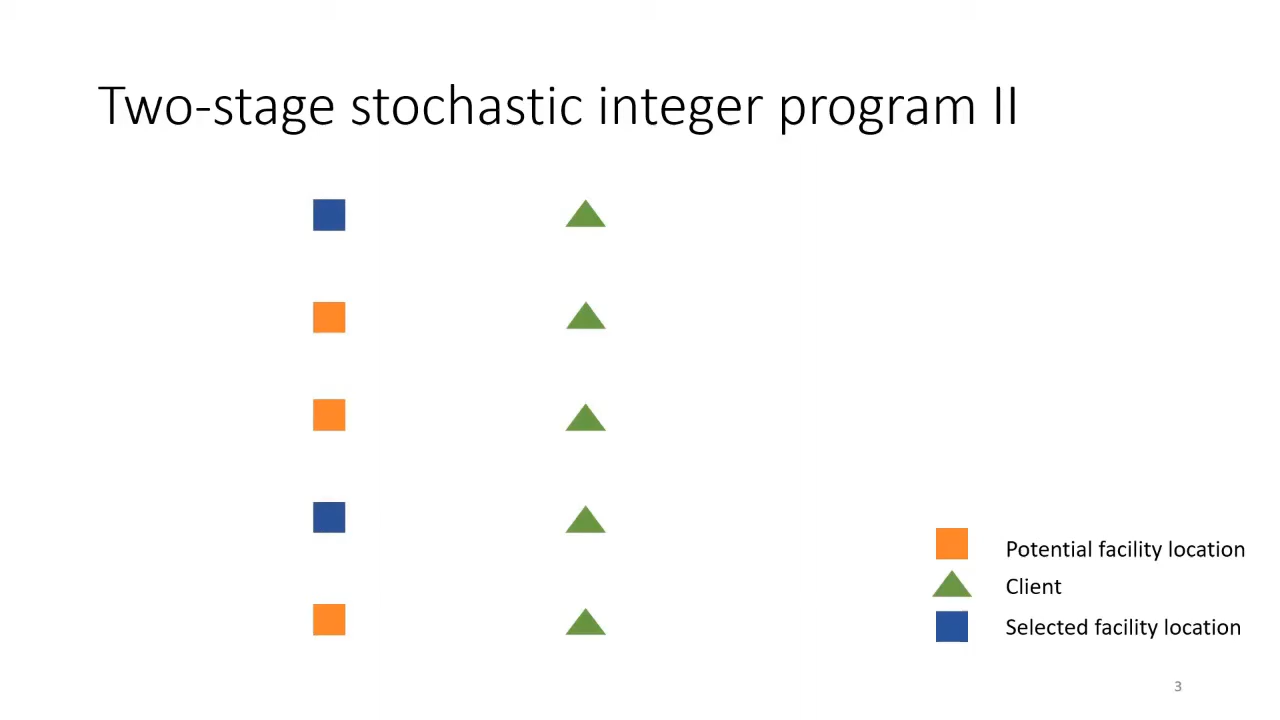 Two-stage stochastic integer program II
Potential facility location
Client
Selected facility location
3